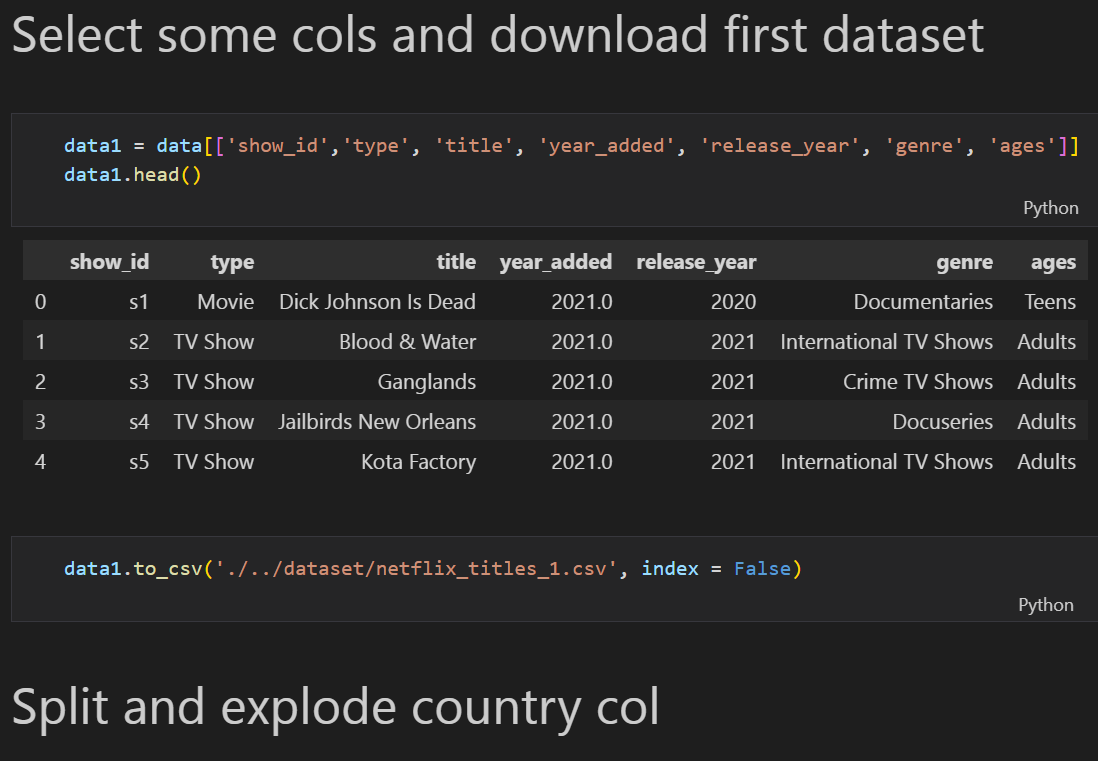 Select some cols and download first dataset
data1 = data[['show_id','type', 'title', 'year_added', 'release_year', 'genre', 'ages']]
data1.head()
Python
show_id type title year_added release_year genre ages
0 s1 Movie Dick Johnson Is Dead 2021.0 2020 Documentaries Teens
1 s2 TV Show Blood & Water 2021.0 2021 International TV Shows Adults
2 s3 TV Show Ganglands 2021.0 2021 Crime TV Shows Adults
3 s4 TV Show Jailbirds New Orleans 2021.0 2021 Docuseries Adults
4 s5 TV Show Kota Factory 2021.0 2021 International TV Shows Adults
data1.to_csv('./../dataset/netflix_titles_1.csv', index = False)
Python
Split and explode country col